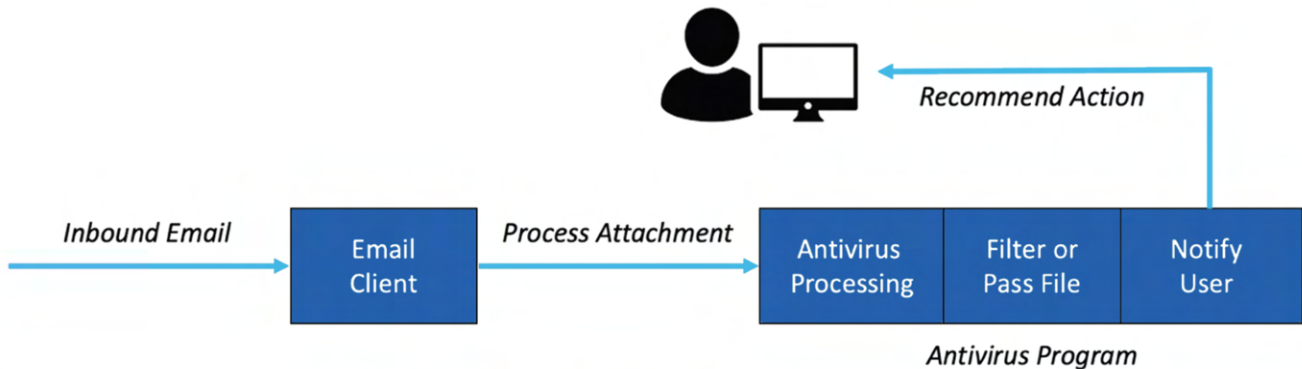 Recommend Action
Inbound Email
Email
Client
Process Attachment
Antivirus
Processing
Filter or
Pass File
Notify
User
Antivirus Program